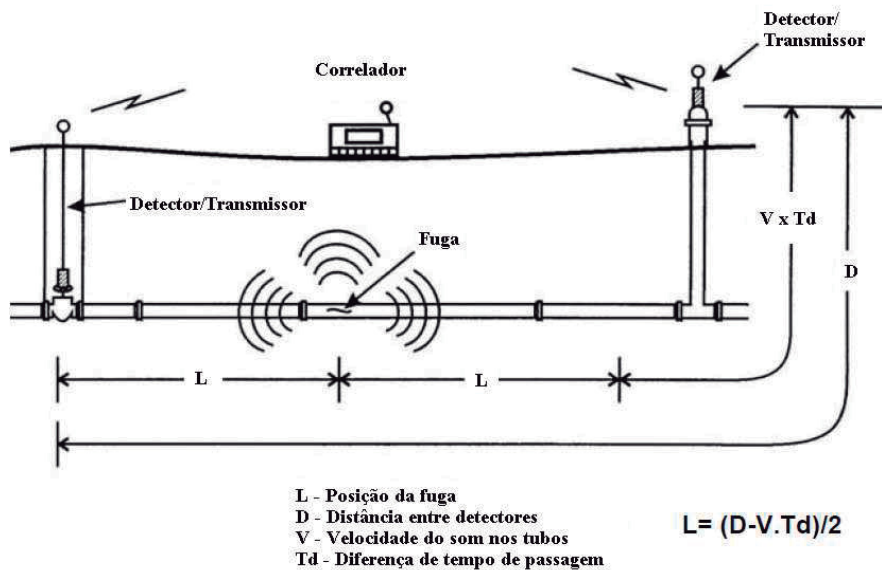 Detector/
Transmissor
Correlador
Detector/Transmissor
Fuga
V x Td
D
L
L
L - Posição da fuga
D - Distância entre detectores
V - Velocidade do som nos tubos
Td - Diferença de tempo de passagem
L= (D-V.Td)/2